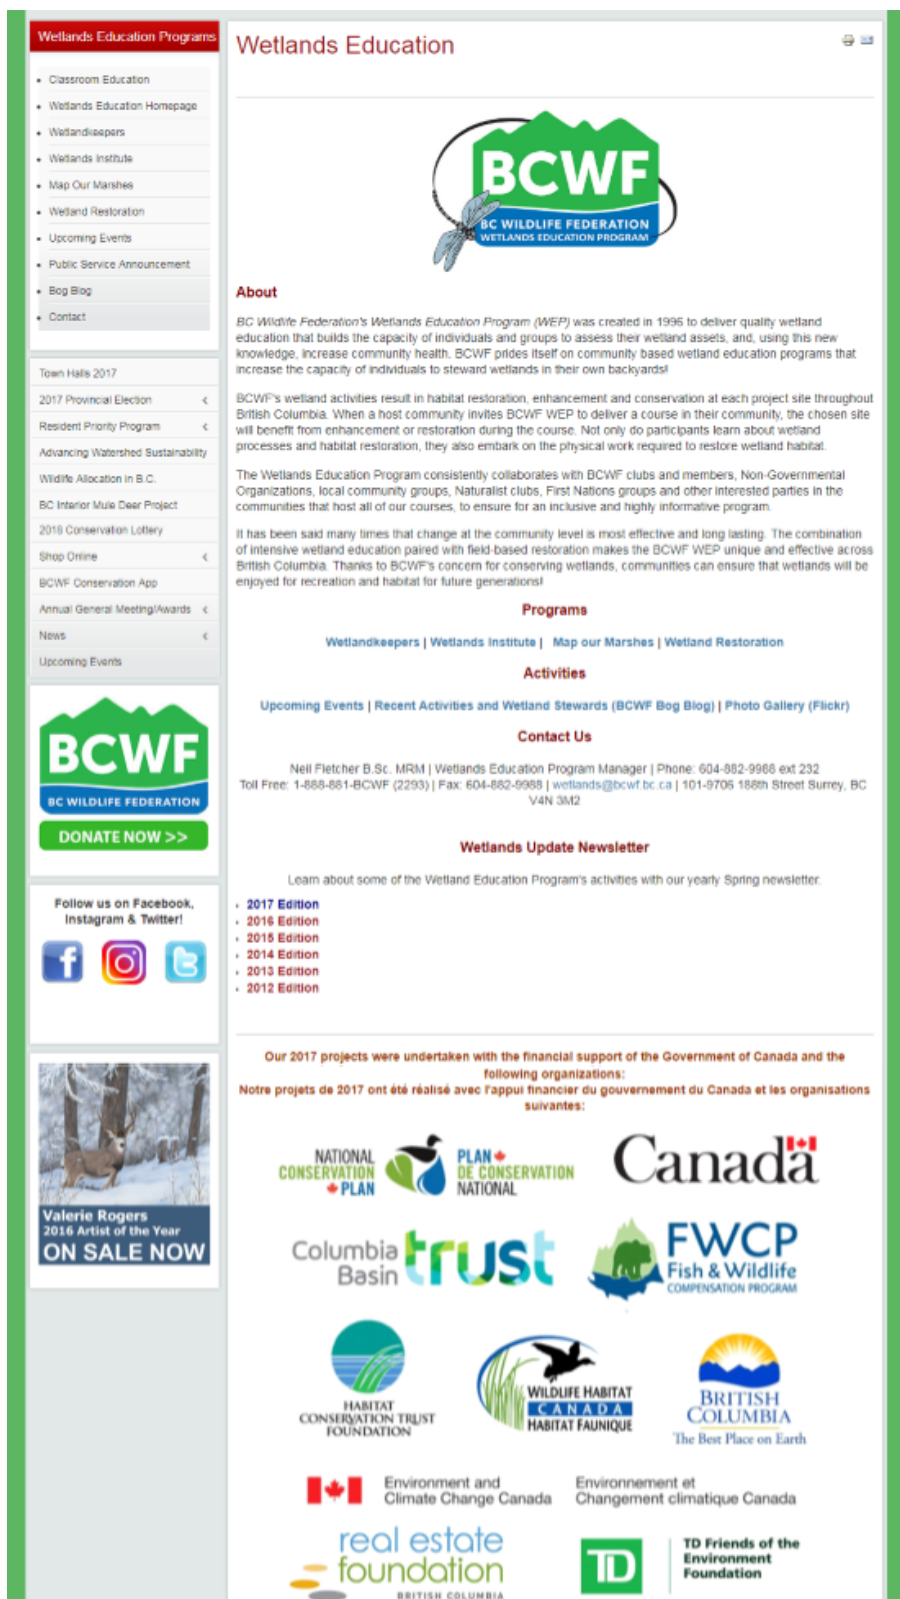 Wetlands Education Programs
Classroom Education
Wetlands Education Homepage
Wetlandkeepers
Wetlands Institute
Map Our Marshes
Wetland Restoration
Upcoming Events
Public Service Announcement
Bog Blog
Contact
Town Halls 2017
2017 Provincial Election
Resident Priority Program
Advancing Watershed Sustainability
Wildlife Allocation in B.C.
BC Interior Mule Deer Project
2016 Conservation Lottery
Shop Online
BCWF Conservation App
Annual General Meeting/Awards
News
Upcoming Events
BCWF
BC WILDLIFE FEDERATION
DONATE NOW >>
Follow us on Facebook,
Instagram & Twitter!
Valerie Rogers
2016 Artist of the Year
ON SALE NOW
Wetlands Education
BCWF
BC WILDLIFE FEDERATION
WETLANDS EDUCATION PROGRAM
About
BC Wildlife Federation's Wetlands Education Program (WEP) was created in 1996 to deliver quality wetland
education that builds the capacity of individuals and groups to assess their wetland assets, and, using this new
knowledge, increase community health. BCWF prides itself on community based wetland education programs that
increase the capacity of individuals to steward wetlands in their own backyards!
BCWF's wetland activities result in habitat restoration, enhancement and conservation at each project site throughout
British Columbia. When a host community invites BCWF WEP to deliver a course in their community, the chosen site
will benefit from enhancement or restoration during the course. Not only do participants learn about wetland
processes and habitat restoration, they also embark on the physical work required to restore wetland habitat.
The Wetlands Education Program consistently collaborates with BCWF clubs and members, Non-Governmental
Organizations, local community groups, Naturalist clubs, First Nations groups and other interested parties in the
communities that host all of our courses, to ensure for an inclusive and highly informative program.
It has been said many times that change at the community level is most effective and long lasting. The combination
of intensive wetland education paired with field-based restoration makes the BCWF WEP unique and effective across
British Columbia. Thanks to BCWF's concern for conserving wetlands, communities can ensure that wetlands will be
enjoyed for recreation and habitat for future generations!
Programs
Wetlandkeepers | Wetlands Institute | Map our Marshes | Wetland Restoration
Activities
Upcoming Events | Recent Activities and Wetland Stewards (BCWF Bog Blog) | Photo Gallery (Flickr)
Contact Us
Neil Fletcher B.Sc. MRM | Wetlands Education Program Manager | Phone: 604-882-9988 ext 232
Toll Free: 1-888-881-BCWF (2293) | Fax: 604-882-9988 | wetlands@bcwf.bc.ca | 101-9706 188th Street Surrey, BC
V4N 3M2
Wetlands Update Newsletter
Learn about some of the Wetland Education Program's activities with our yearly Spring newsletter.
2017 Edition
2016 Edition
2015 Edition
2014 Edition
2013 Edition
2012 Edition
Our 2017 projects were undertaken with the financial support of the Government of Canada and the
following organizations:
Notre projets de 2017 ont été réalisé avec l'appui financier du gouvernement du Canada et les organisations
suivantes:
NATIONAL
CONSERVATION
PLAN
PLAN
DE CONSERVATION
NATIONAL
Canada
Columbia
Basin
trust
FWCP
Fish & Wildlife
COMPENSATION PROGRAM
HABITAT
CONSERVATION TRUST
FOUNDATION
WILDLIFE HABITAT
CANADA
HABITAT FAUNIQUE
BRITISH
COLUMBIA
The Best Place on Earth
Environment and
Climate Change Canada
Environnement et
Changement climatique Canada
real estate
foundation
BRITISH COLUMBIA
TD
TD Friends of the
Environment
Foundation